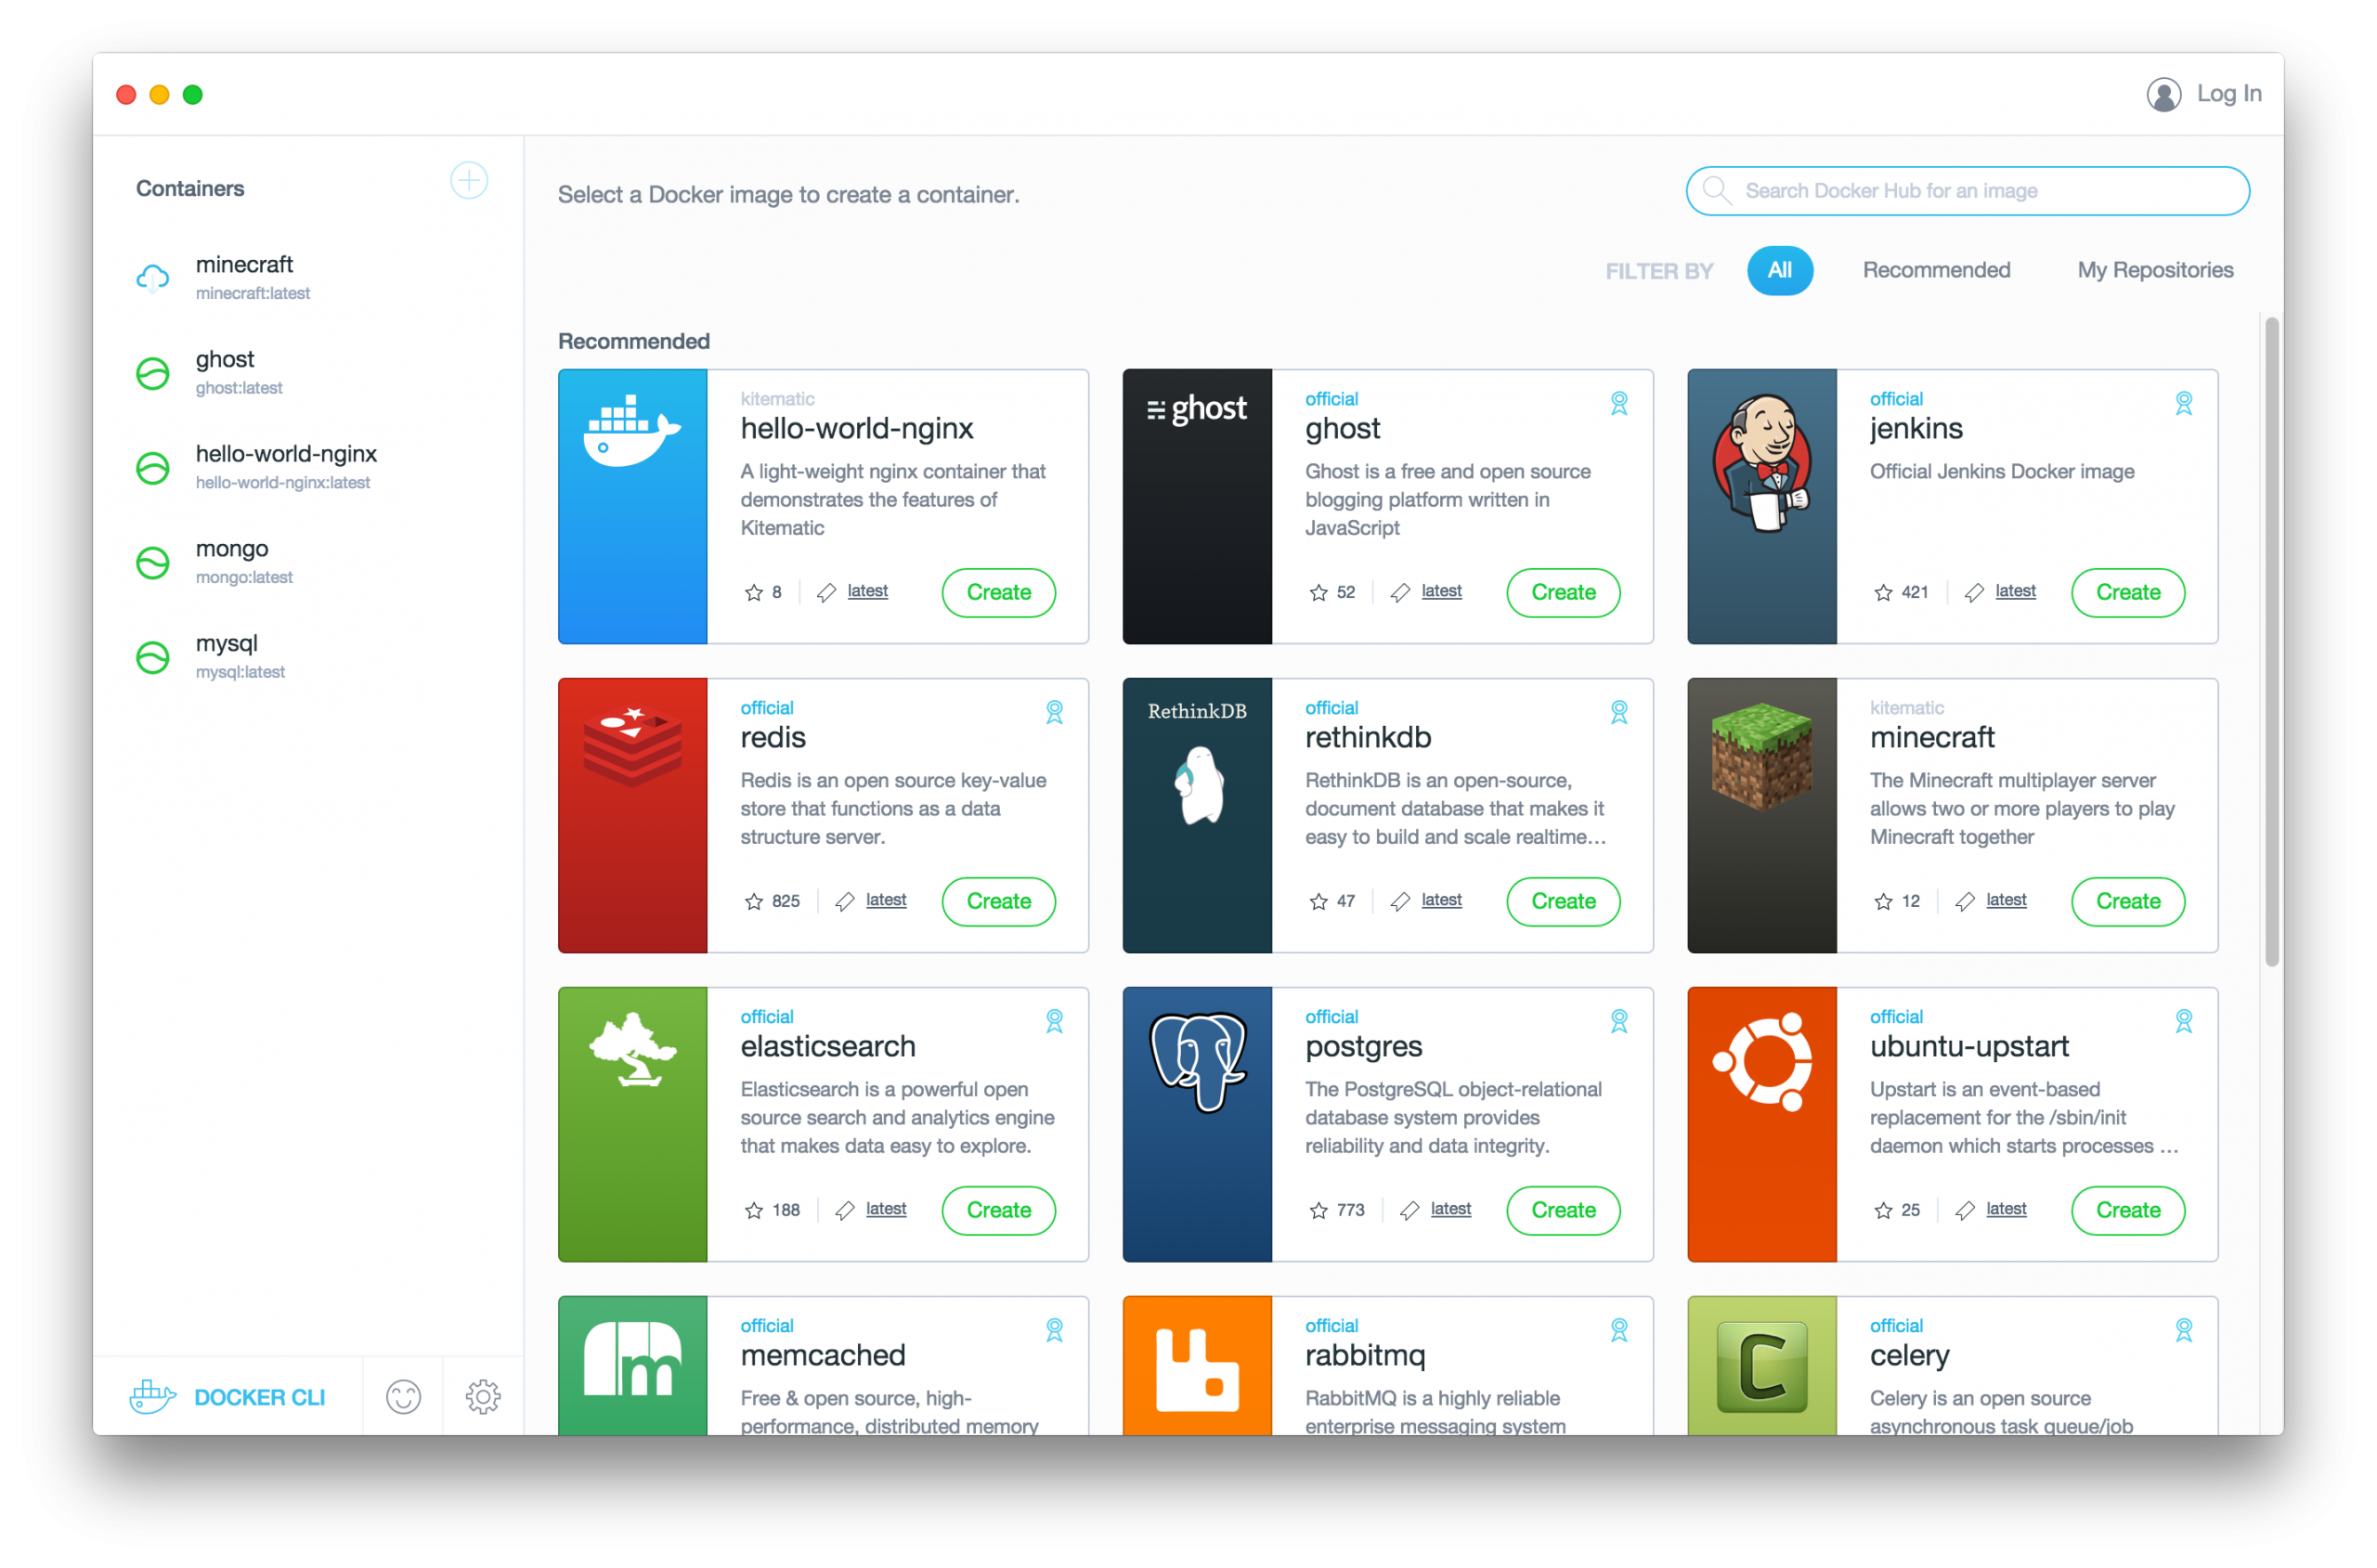 Log In
Containers
minecraft
minecraft:latest
ghost
ghost:latest
hello-world-nginx
hello-world-nginx:latest
mongo
mongo:latest
mysql
mysql:latest
DOCKER CLI
Select a Docker image to create a container.
Search Docker Hub for an image
FILTER BY
All
Recommended
My Repositories
Recommended
kitematic
hello-world-nginx
A light-weight nginx container that
demonstrates the features of
Kitematic
8
latest
Create
ghost
official
ghost
Ghost is a free and open source
blogging platform written in
JavaScript
52
latest
Create
official
jenkins
Official Jenkins Docker image
421
latest
Create
official
redis
Redis is an open source key-value
store that functions as a data
structure server.
825
latest
Create
RethinkDB
official
rethinkdb
RethinkDB is an open-source,
document database that makes it
easy to build and scale realtime…
47
latest
Create
kitematic
minecraft
The Minecraft multiplayer server
allows two or more players to play
Minecraft together
12
latest
Create
official
elasticsearch
Elasticsearch is a powerful open
source search and analytics engine
that makes data easy to explore.
188
latest
Create
official
postgres
The PostgreSQL object-relational
database system provides
reliability and data integrity.
773
latest
Create
official
ubuntu-upstart
Upstart is an event-based
replacement for the /sbin/init
daemon which starts processes …
25
latest
Create
m
official
memcached
Free & open source, high-
performance, distributed memory
official
rabbitmq
RabbitMQ is a highly reliable
enterprise messaging system
C
official
celery
Celery is an open source
asynchronous task queue/job